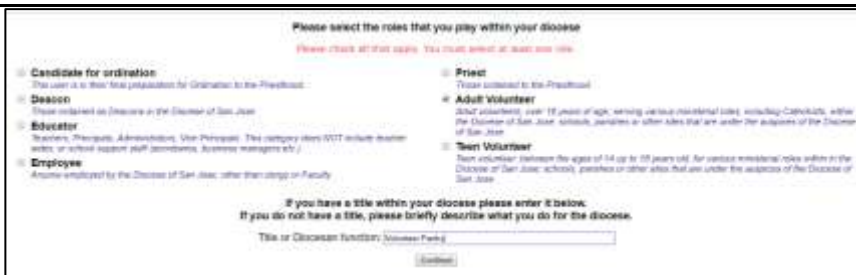 Please select the roles that you play within your diocese
Please check all that apply. You must select at least one role.
Candidate for ordination
This user is in their final preparation for Ordination to the Priesthood.
Deacon
Those ordained as Deacons in the Diocese of San Jose
Educator
Teachers, Principals, Administrators, Vice Principals. This category does NOT include teacher
aides, or school support staff (secretaries, business managers etc.)
Employee
Anyone employed by the Diocese of San Jose, other than clergy or Faculty
Priest
Those ordained to the Priesthood
Adult Volunteer
Adult volunteers, over 18 years of age, serving various ministerial roles, including Catechists, within
the Diocese of San Jose: schools, parishes or other sites that are under the auspices of the Diocese
of San Jose
Teen Volunteer
Teen volunteer (between the ages of 14 up to 18 years old, for various ministerial roles within in the
Diocese of San Jose; schools, parishes or other sites that are under the auspices of the Diocese of
San Jose
If you have a title within your diocese please enter it below.
If you do not have a title, please briefly describe what you do for the diocese.
Title or Diocesan function: Volunteer
Continue